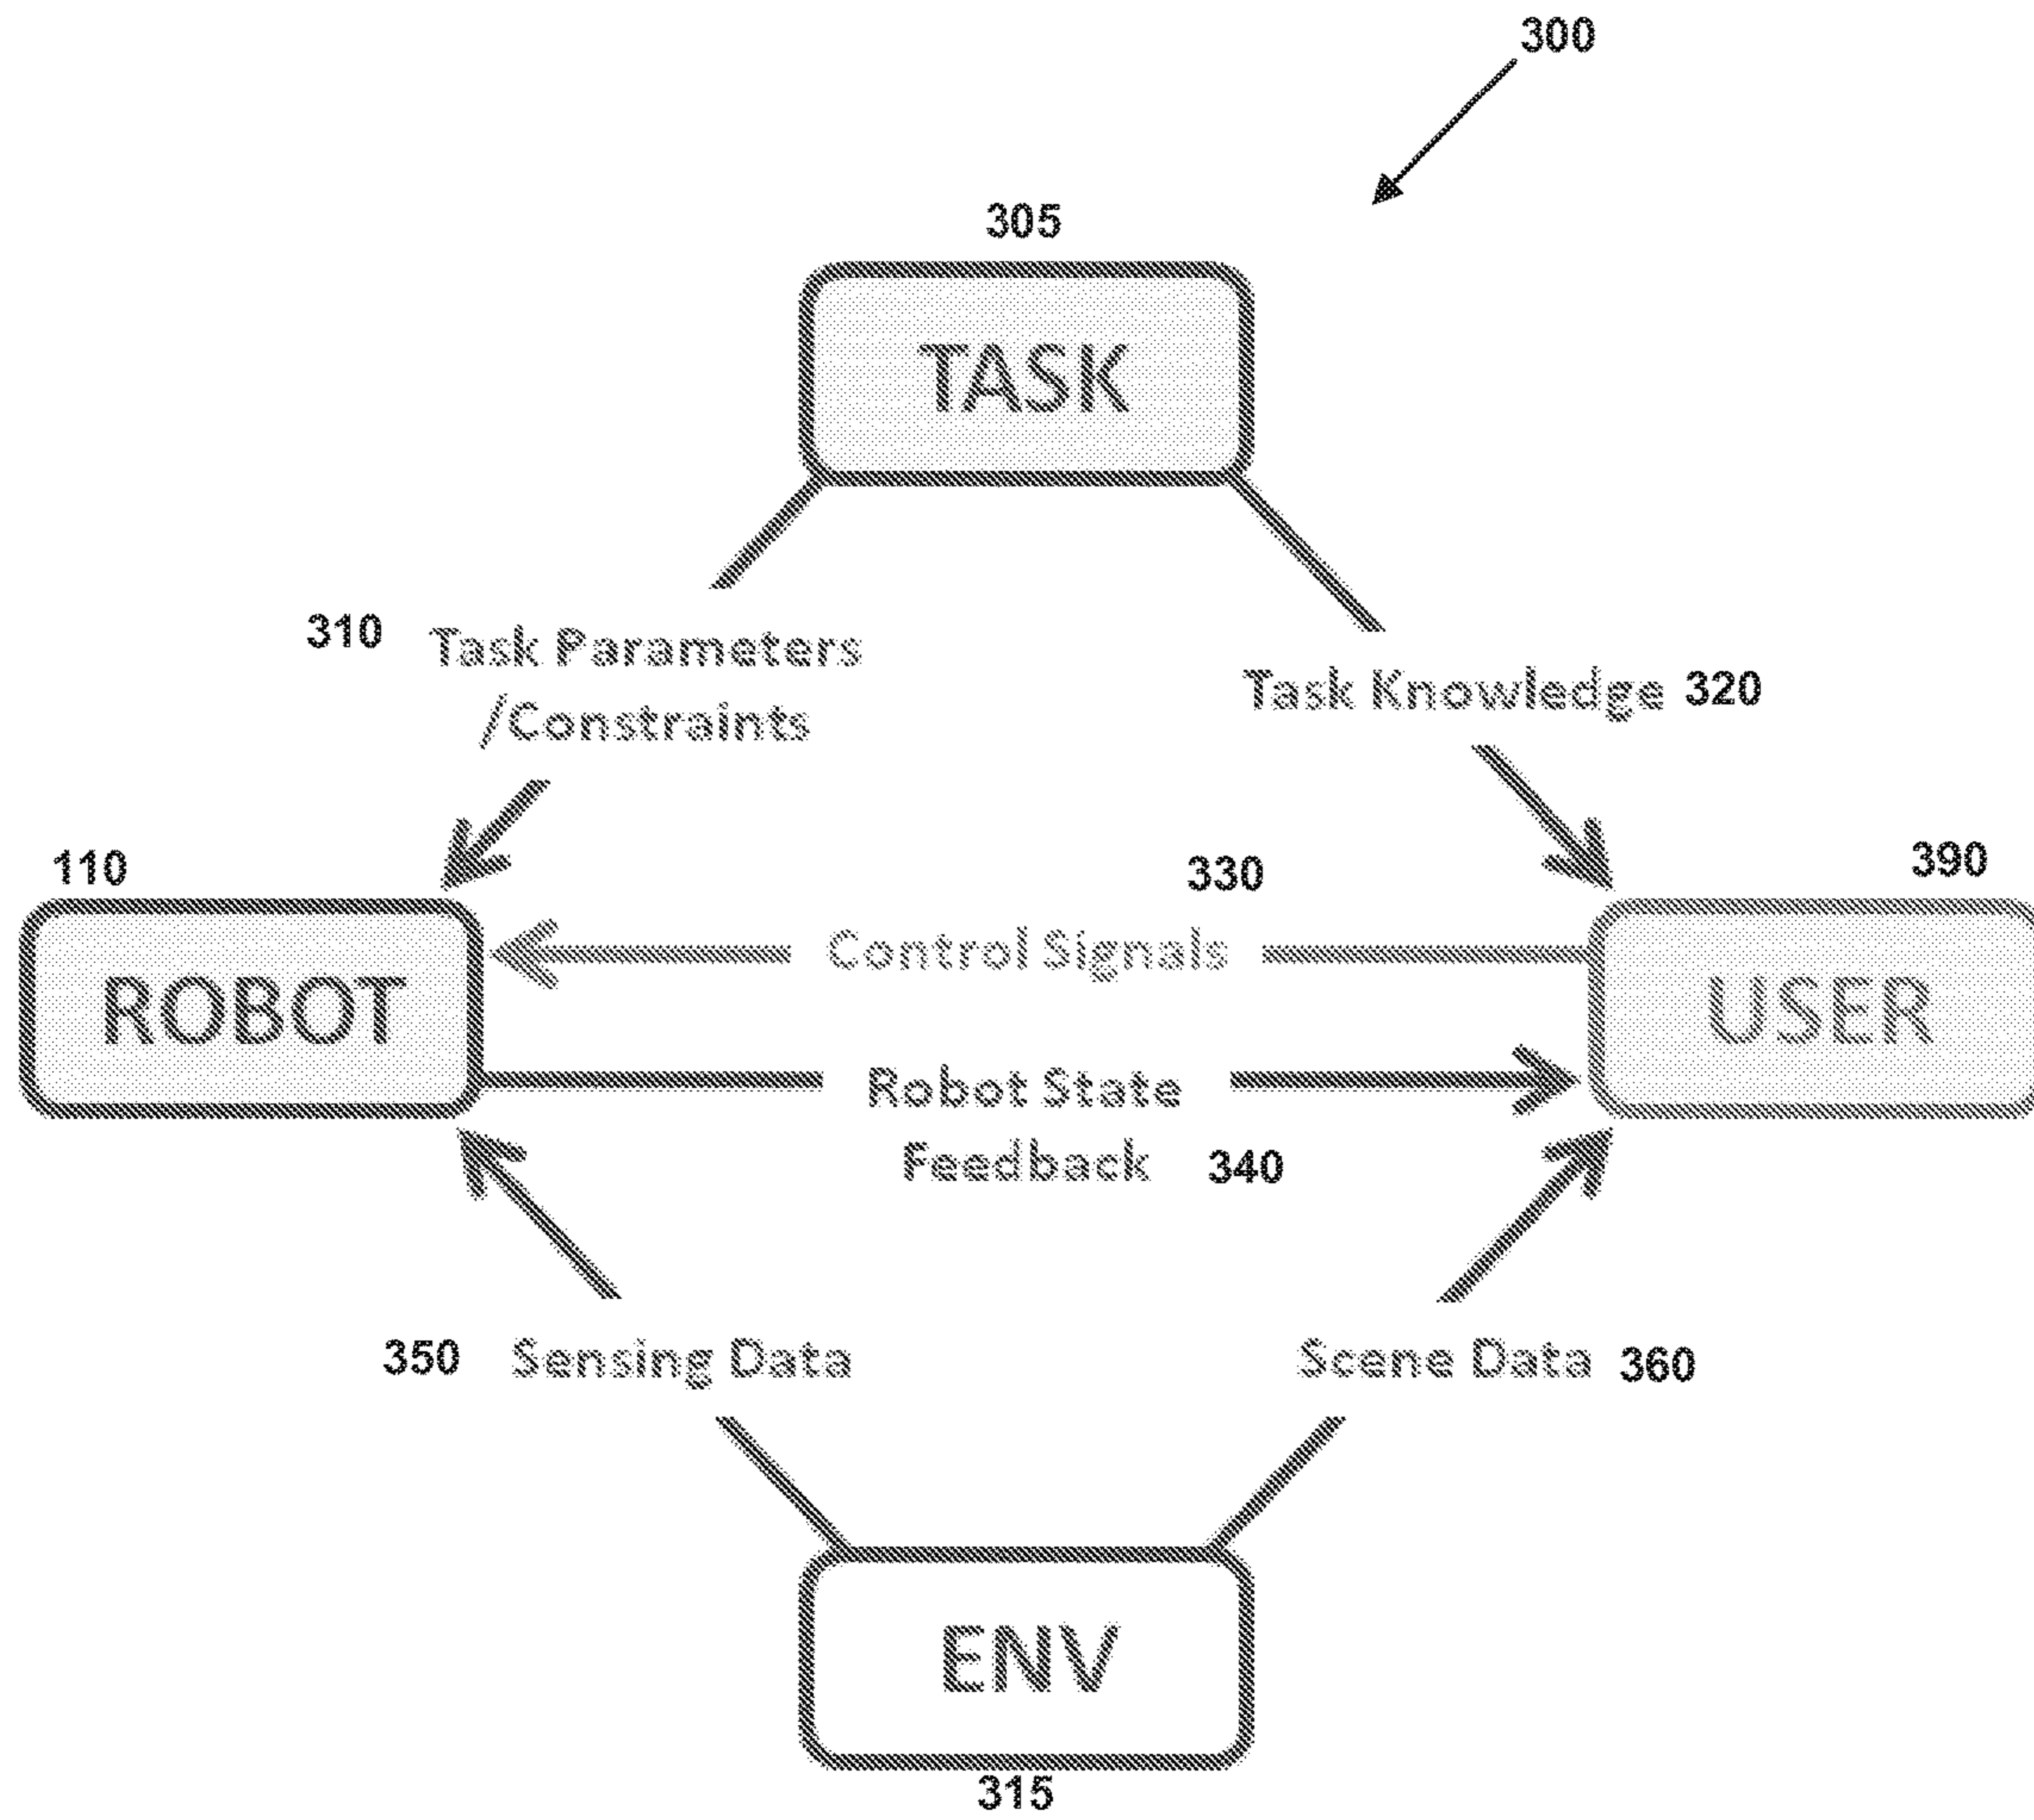 300
305
TASK
310 Task Parameters
/Constraints
Task Knowledge 320
110
330
390
Control Signals
ROBOT
USER
Robot State
Feedback 340
350 Sensing Data
Scene Data 360
ENV
315